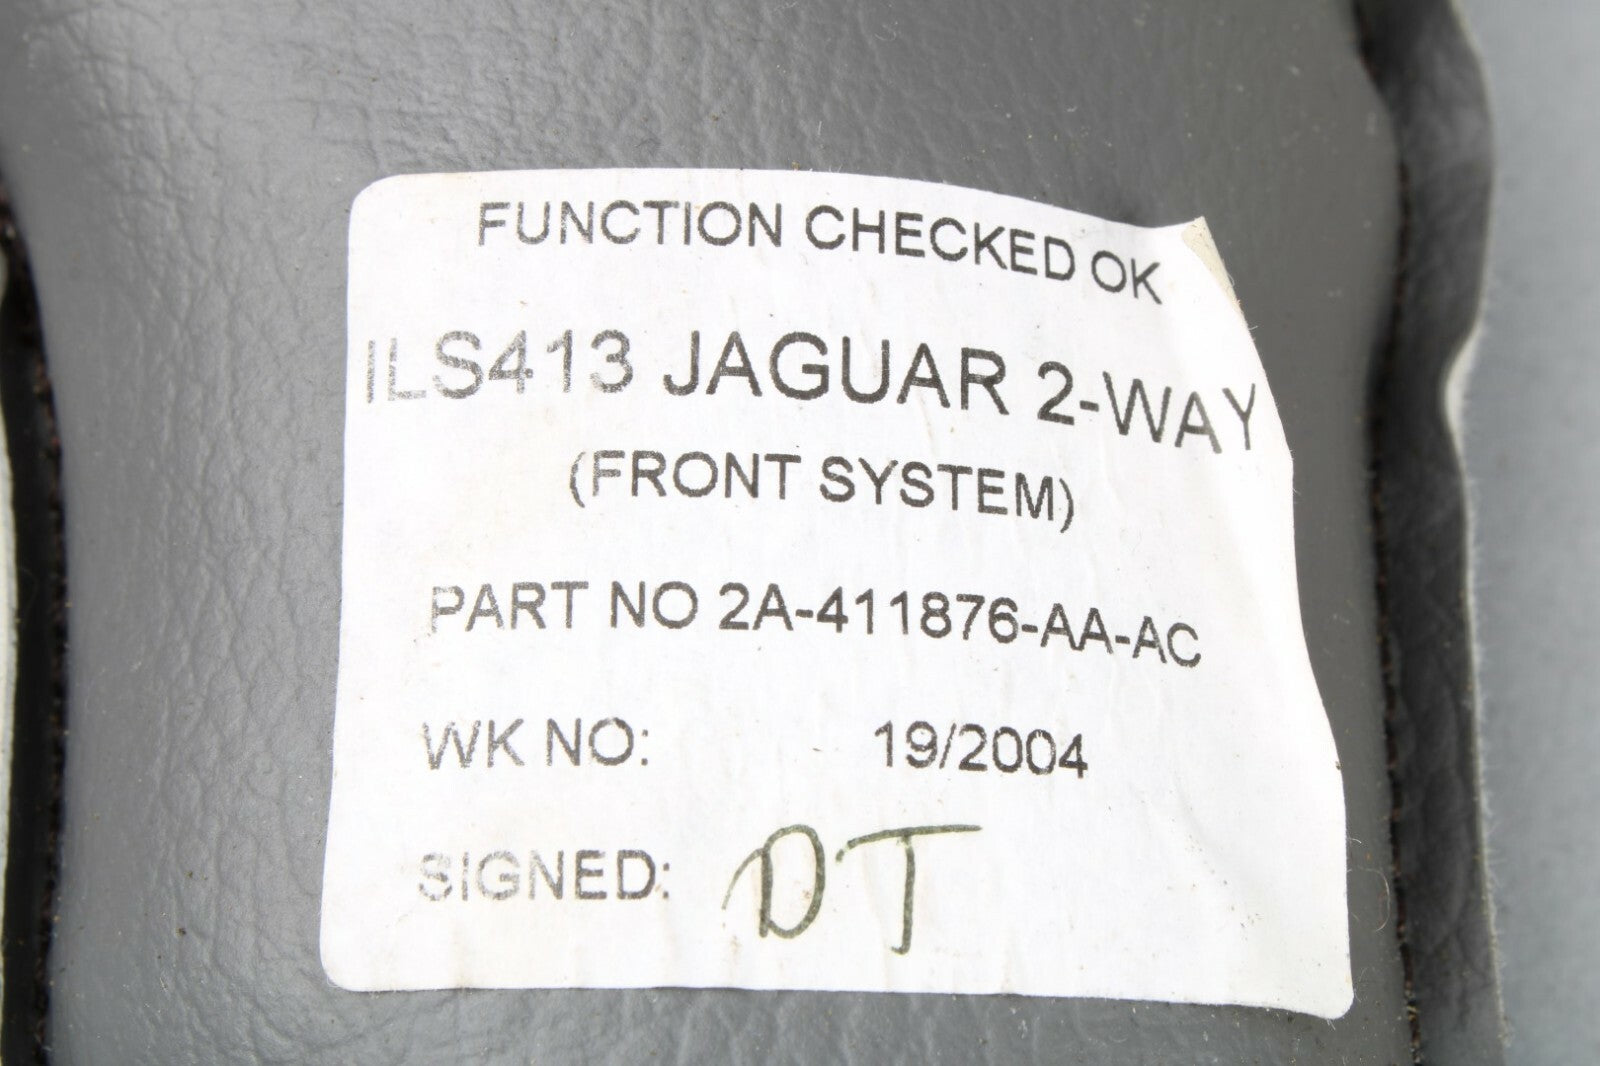 FUNCTION CHECKED OK
ILS413 JAGUAR 2-WAY
(FRONT SYSTEM)
PART NO 2A-411876-AA-AC
WK NO: 19/2004
SIGNED: DT